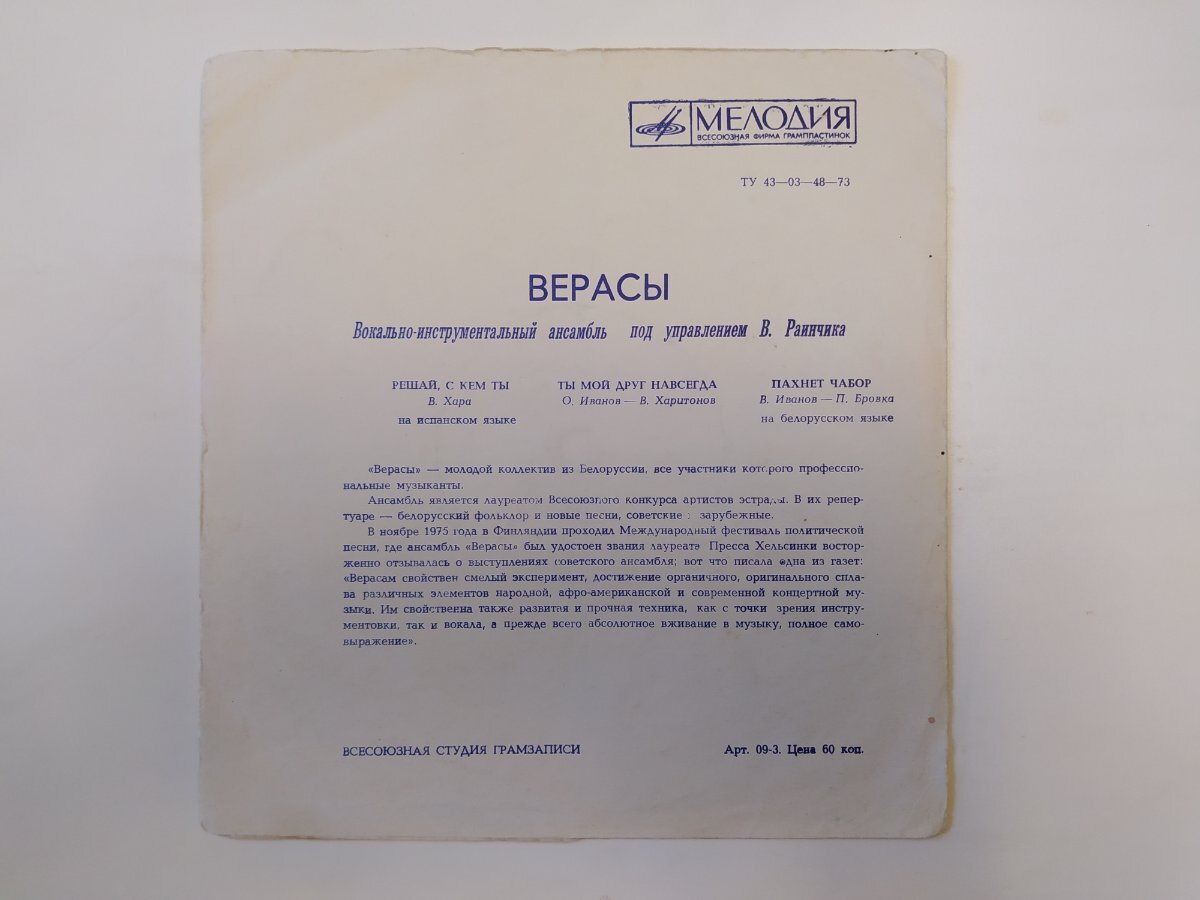 МЕЛОДИЯ
ВСЕСОЮЗНАЯ ФИРМА ГРАМПЛАСТИНОК
ТУ 43—03—48—73
ВЕРАСЫ
Вокально-инструментальный ансамбль под управлением В. Раинчика
РЕШАЙ, С КЕМ ТЫ
В. Хара
на испанском языке
ТЫ МОЙ ДРУГ НАВСЕГДА
О. Иванов — В. Харитонов
ПАХНЕТ ЧАБОР
В. Иванов — П. Бровка
на белорусском языке
«Верасы» — молодой коллектив из Белоруссии, все участники которого профессио-
нальные музыканты.
Ансамбль является лауреатом Всесоюзного конкурса артистов эстрады. В их репер-
туаре — белорусский фольклор и новые песни, советские зарубежные.
В ноябре 1975 года в Финляндии проходил Международный фестиваль политической
песни, где ансамбль «Верасы» был удостоен звания лауреата Пресса Хельсинки востор-
женно отзывалась о выступлениях советского ансамбля; вот что писала одна из газет:
«Верасам свойствен смелый эксперимент, достижение органичного, оригинального спла-
ва различных элементов народной, афро-американской и современной концертной му-
зыки. Им свойственна также развитая и прочная техника, как с точки зрения инстру-
ментовки, так и вокала, а прежде всего абсолютное вживание в музыку, полное само-
выражение».
ВСЕСОЮЗНАЯ СТУДИЯ ГРАМЗАПИСИ
Арт. 09-3. Цена 60 коп.